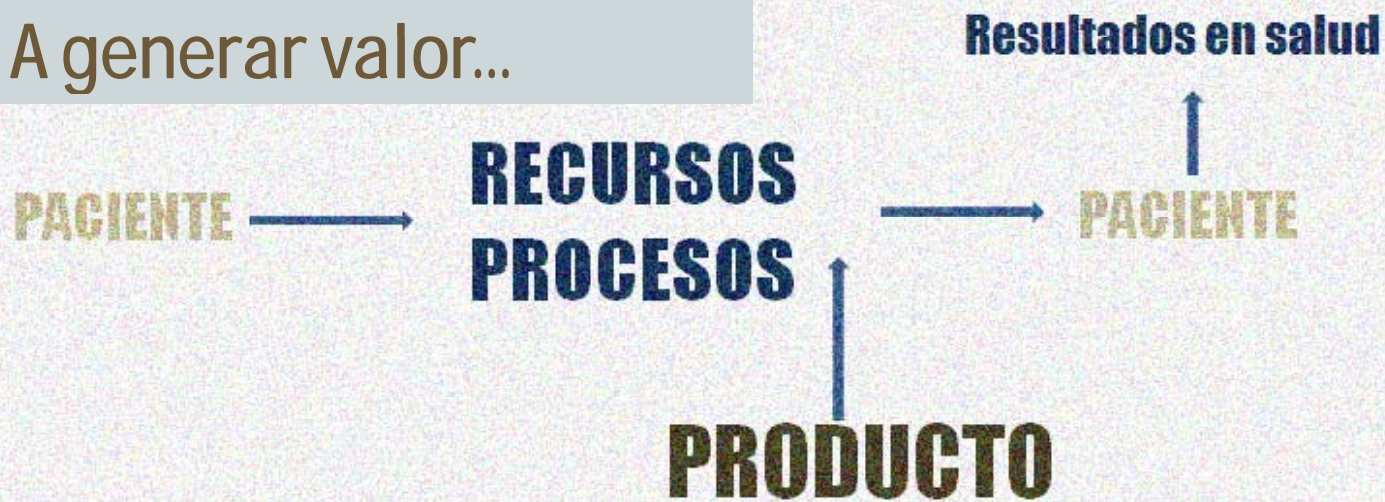 A generar valor...
Resultados en salud
PACIENTE
RECURSOS
PROCESOS
PACIENTE
PRODUCTO